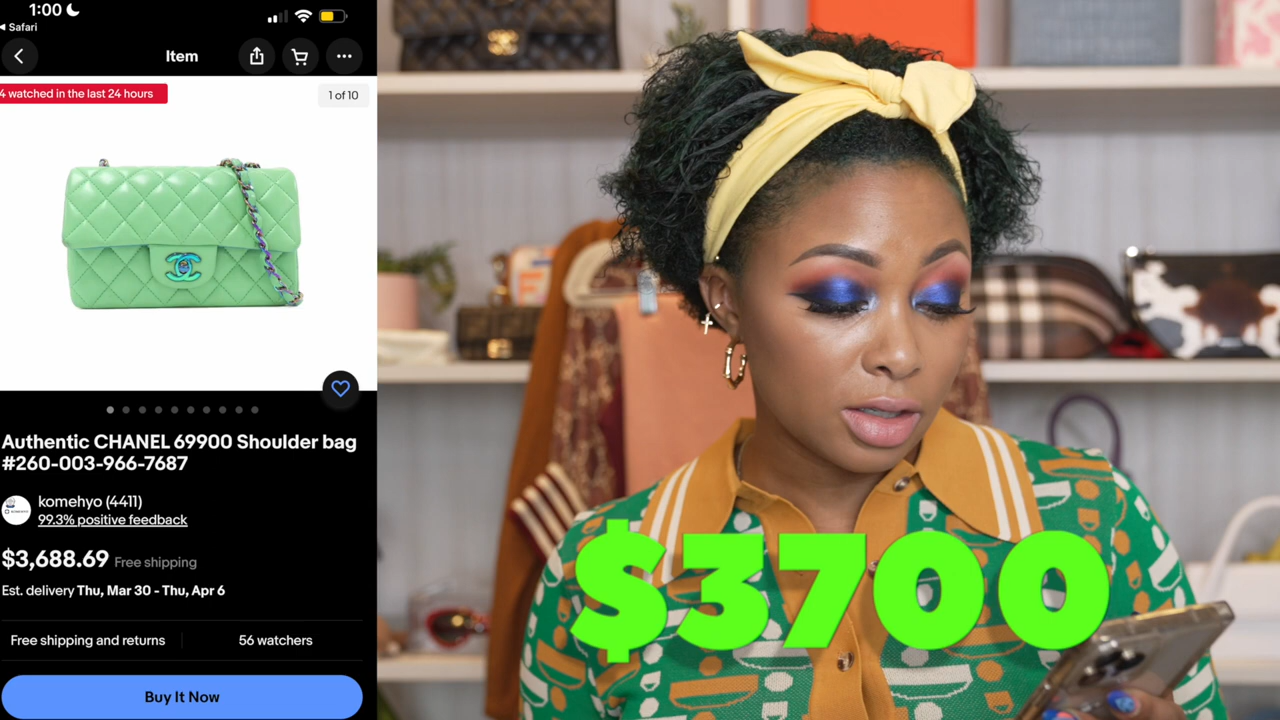 1:00
Safari
Item
4 watched in the last 24 hours
1 of 10
Authentic CHANEL 69900 Shoulder bag
#260-003-966-7687
komehyo (4411)
99.3% positive feedback
$3,688.69 Free shipping
Est. delivery Thu, Mar 30 - Thu, Apr 6
Free shipping and returns
56 watchers
Buy It Now
$3700